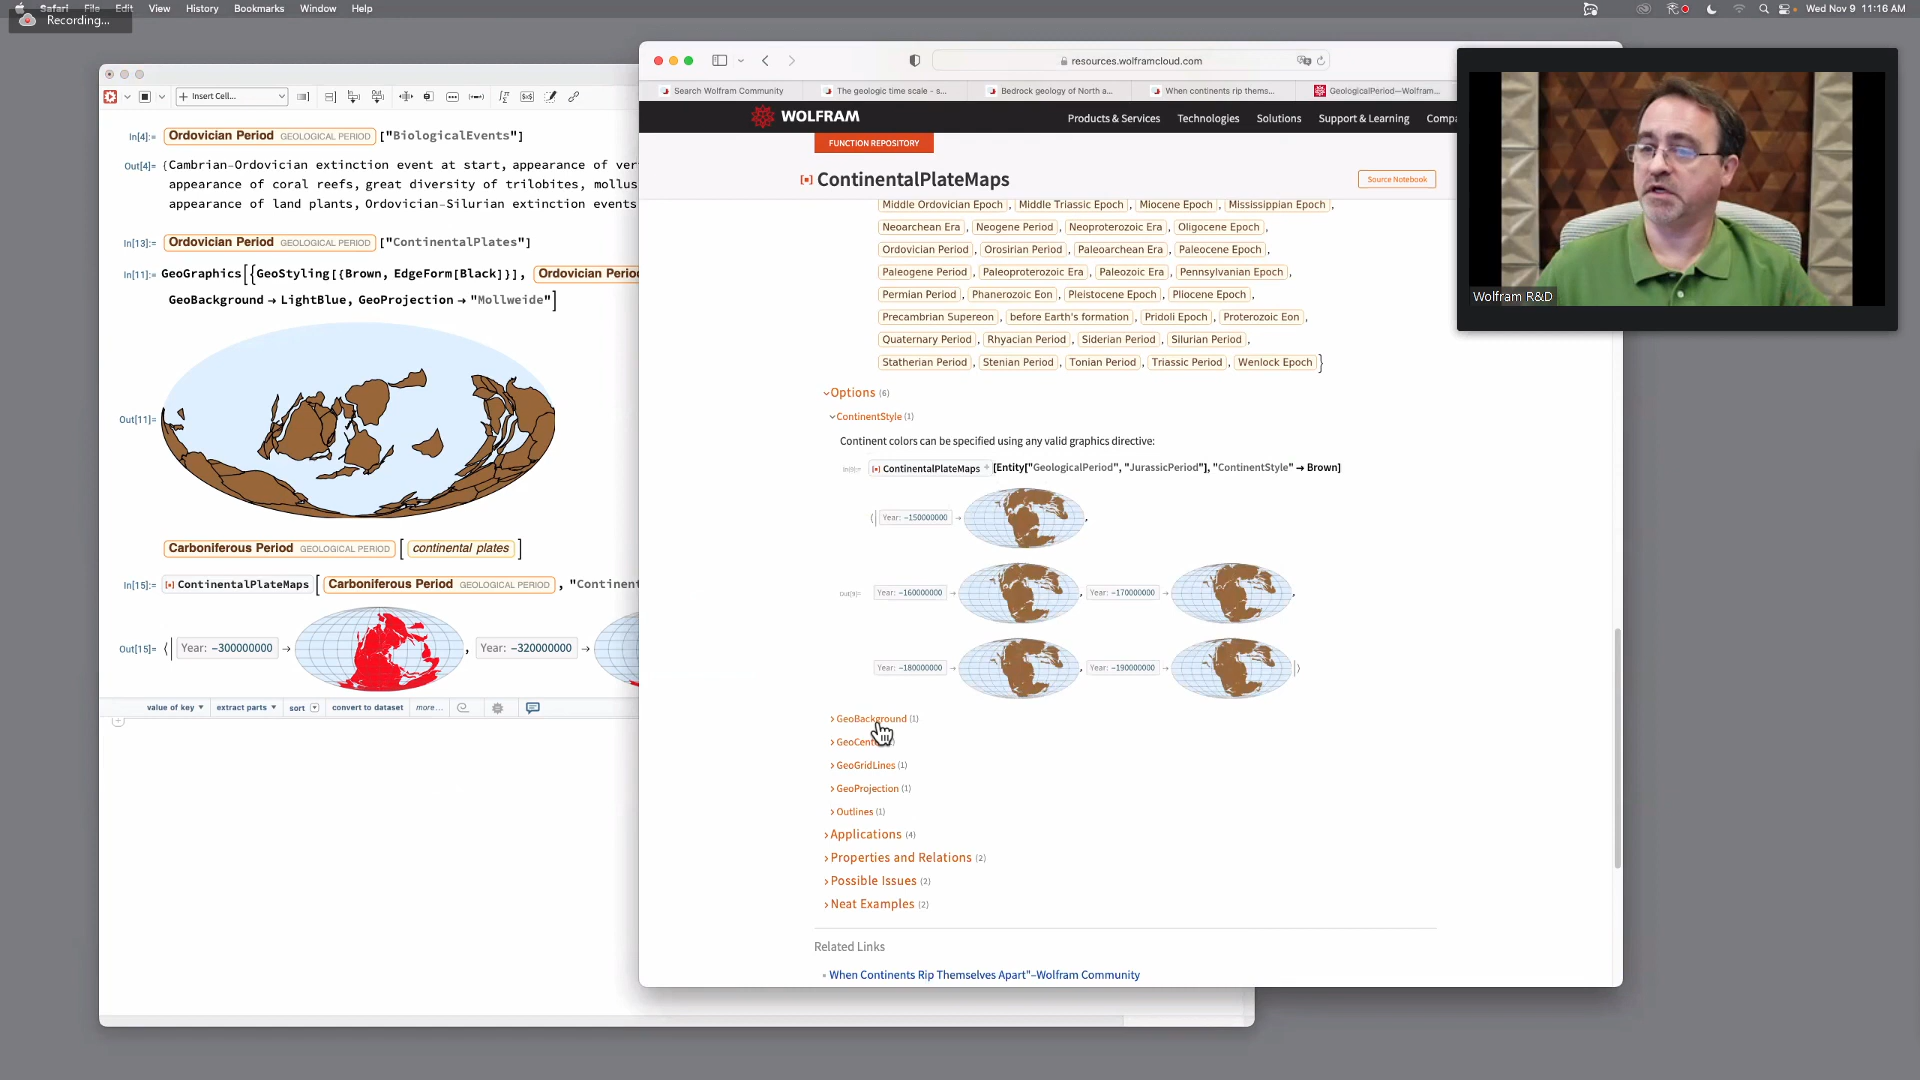 Safari File Edit View History Bookmarks Window Help
Wed Nov 9 11:16 AM
Recording...
Insert Cell...
In[4]:= Ordovician Period GEOLOGICAL PERIOD ["BiologicalEvents"]
Out[4]= {Cambrian–Ordovician extinction event at start, appearance of ver
appearance of coral reefs, great diversity of trilobites, mollus
appearance of land plants, Ordovician–Silurian extinction events
In[13]:= Ordovician Period GEOLOGICAL PERIOD ["ContinentalPlates"]
In[11]:= GeoGraphics[{GeoStyling[{Brown, EdgeForm[Black]}], Ordovician Perio
GeoBackground → LightBlue, GeoProjection → "Mollweide"]
Out[11]=
Carboniferous Period GEOLOGICAL PERIOD [ continental plates ]
In[15]:= ContinentalPlateMaps [ Carboniferous Period GEOLOGICAL PERIOD , "Continen
Out[15]= ⟨| Year: −300000000 → , Year: −320000000 →
value of key extract parts sort convert to dataset more...
resources.wolframcloud.com
Search Wolfram Community
The geologic time scale - s...
Bedrock geology of North a...
When continents rip thems...
GeologicalPeriod—Wolfram...
WOLFRAM
Products & Services Technologies Solutions Support & Learning Compa
FUNCTION REPOSITORY
ContinentalPlateMaps
Source Notebook
Middle Ordovician Epoch , Middle Triassic Epoch , Miocene Epoch , Mississippian Epoch ,
Neoarchean Era , Neogene Period , Neoproterozoic Era , Oligocene Epoch ,
Ordovician Period , Orosirian Period , Paleoarchean Era , Paleocene Epoch ,
Paleogene Period , Paleoproterozoic Era , Paleozoic Era , Pennsylvanian Epoch ,
Permian Period , Phanerozoic Eon , Pleistocene Epoch , Pliocene Epoch ,
Precambrian Supereon , before Earth's formation , Pridoli Epoch , Proterozoic Eon ,
Quaternary Period , Rhyacian Period , Siderian Period , Silurian Period ,
Statherian Period , Stenian Period , Tonian Period , Triassic Period , Wenlock Epoch }
Options (6)
ContinentStyle (1)
Continent colors can be specified using any valid graphics directive:
In[9]:= ContinentalPlateMaps [Entity["GeologicalPeriod", "JurassicPeriod"], "ContinentStyle" → Brown]
⟨| Year: −150000000 → ,
Out[9]= Year: −160000000 → , Year: −170000000 → ,
Year: −180000000 → , Year: −190000000 → |⟩
GeoBackground (1)
GeoGridLines (1)
GeoProjection (1)
Outlines (1)
Applications (4)
Properties and Relations (2)
Possible Issues (2)
Neat Examples (2)
Related Links
When Continents Rip Themselves Apart"–Wolfram Community
Wolfram R&D